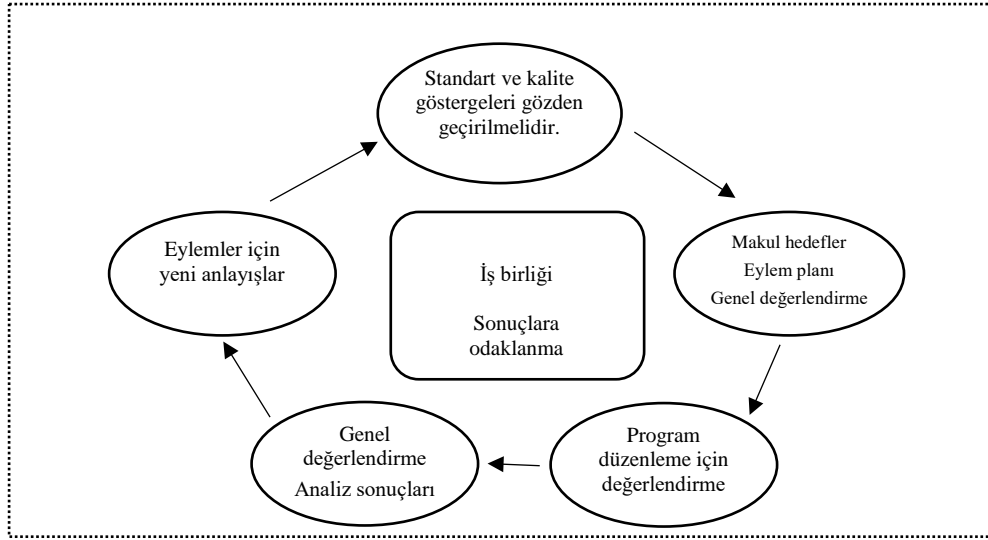 Standart ve kalite
göstergeleri gözden
geçirilmelidir.
Makul hedefler
Eylem planı
Genel değerlendirme
Program
düzenleme için
değerlendirme
Genel
değerlendirme
Analiz sonuçları
Eylemler için
yeni anlayışlar
İş birliği
Sonuçlara
odaklanma